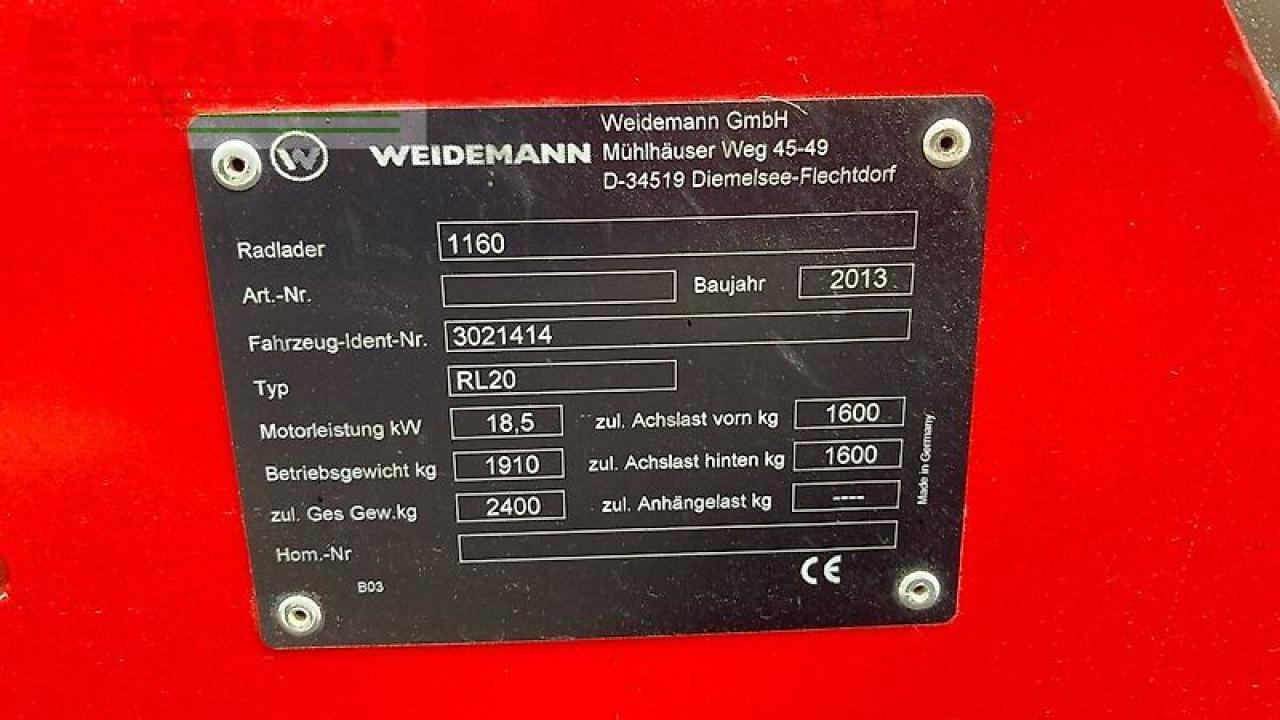 E-FARM
W WEIDEMANN
Weidemann GmbH
Mühlhäuser Weg 45-49
D-34519 Diemelsee-Flechtdorf
Radlader 1160
Art.-Nr. Baujahr 2013
Fahrzeug-Ident-Nr. 3021414
Typ RL20
Motorleistung kW 18,5 zul. Achslast vorn kg 1600
Betriebsgewicht kg 1910 zul. Achslast hinten kg 1600
zul. Ges Gew.kg 2400 zul. Anhängelast kg ----
Hom.-Nr
B03
CE
Made in Germany